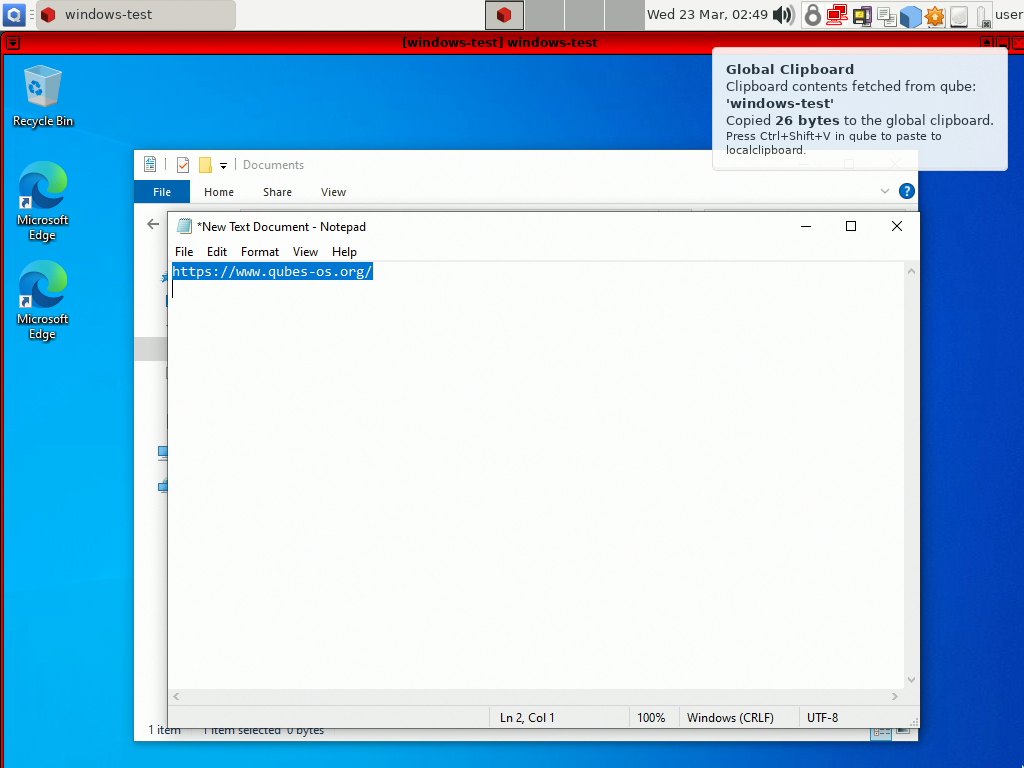 windows-test
Wed 23 Mar, 02:49
user
[windows-test] windows-test
Global Clipboard
Clipboard contents fetched from qube:
'windows-test'
Copied 26 bytes to the global clipboard.
Press Ctrl+Shift+V in qube to paste to
localclipboard.
Recycle Bin
Microsoft
Edge
Microsoft
Edge
Documents
File Home Share View
*New Text Document - Notepad
File Edit Format View Help
https://www.qubes-os.org/
Ln 2, Col 1 100% Windows (CRLF) UTF-8
1 item 1 item selected 0 bytes